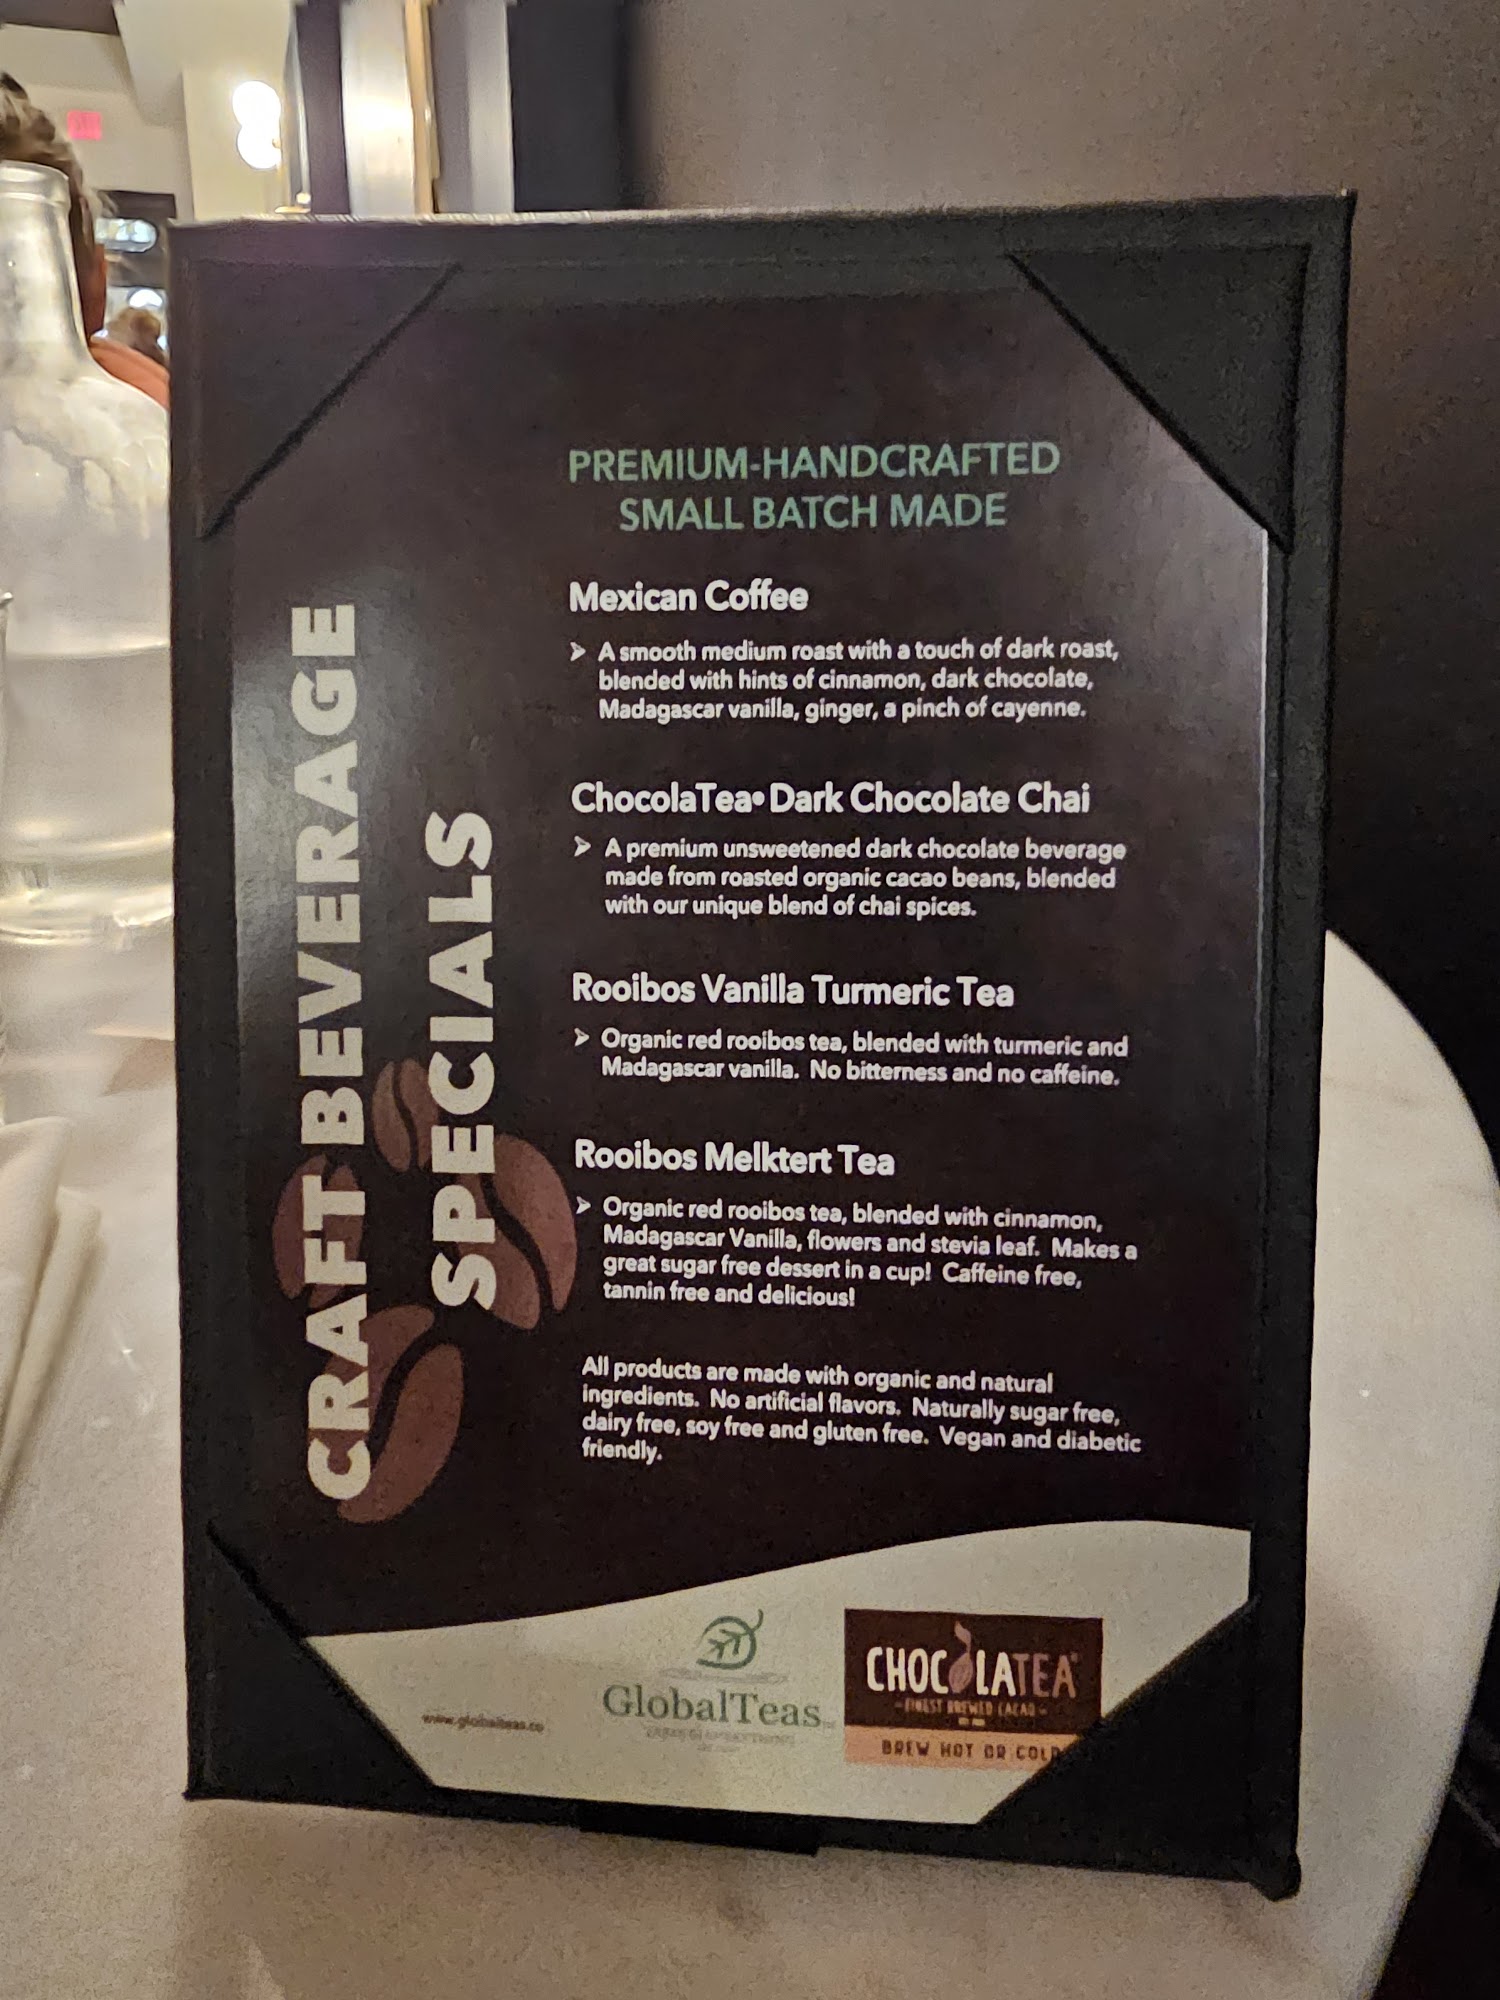 CRAFT BEVERAGE
SPECIALS
PREMIUM-HANDCRAFTED
SMALL BATCH MADE
Mexican Coffee
➢ A smooth medium roast with a touch of dark roast,
blended with hints of cinnamon, dark chocolate,
Madagascar vanilla, ginger, a pinch of cayenne.
ChocolaTea® Dark Chocolate Chai
➢ A premium unsweetened dark chocolate beverage
made from roasted organic cacao beans, blended
with our unique blend of chai spices.
Rooibos Vanilla Turmeric Tea
➢ Organic red rooibos tea, blended with turmeric and
Madagascar vanilla. No bitterness and no caffeine.
Rooibos Melktert Tea
➢ Organic red rooibos tea, blended with cinnamon,
Madagascar Vanilla, flowers and stevia leaf. Makes a
great sugar free dessert in a cup! Caffeine free,
tannin free and delicious!
All products are made with organic and natural
ingredients. No artificial flavors. Naturally sugar free,
dairy free, soy free and gluten free. Vegan and diabetic
friendly.
www.globalteas.co
GlobalTeas
CHOCOLATEA
FINEST BREWED CACAO
BREW HOT OR COLD